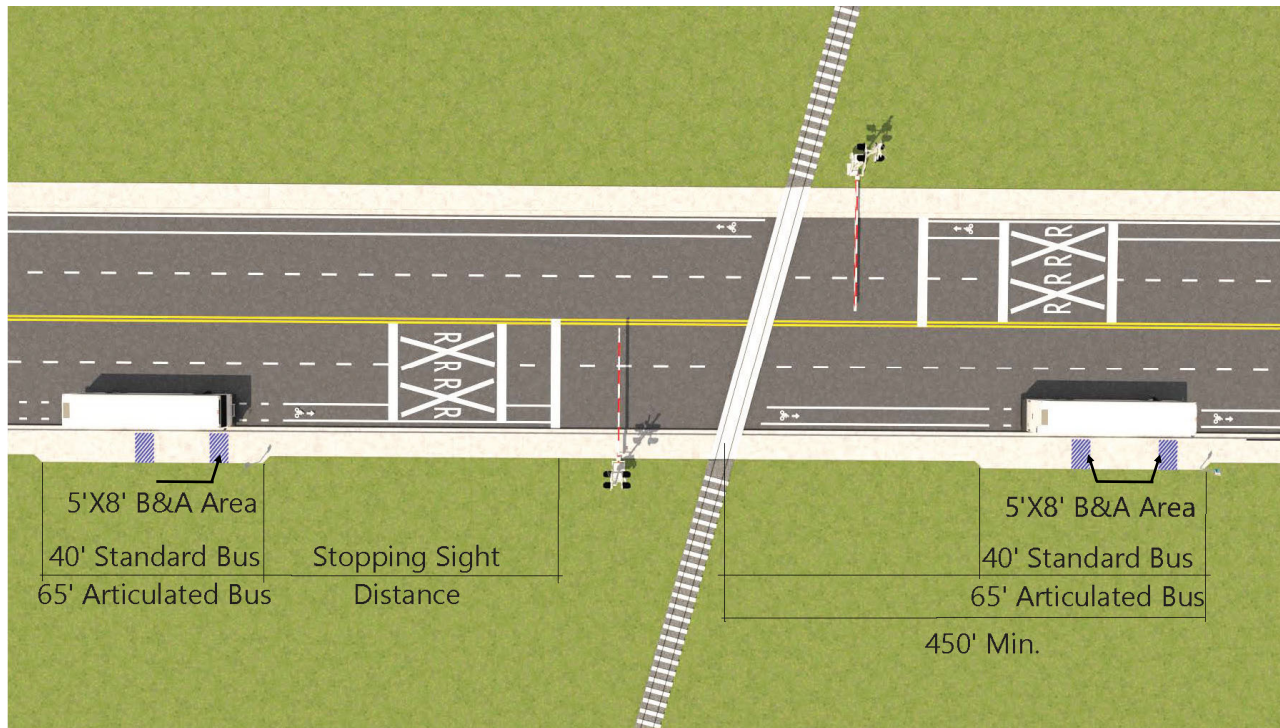 R R
R R
R R
R R
5'X8' B&A Area
40' Standard Bus
65' Articulated Bus
Stopping Sight
Distance
5'X8' B&A Area
40' Standard Bus
65' Articulated Bus
450' Min.